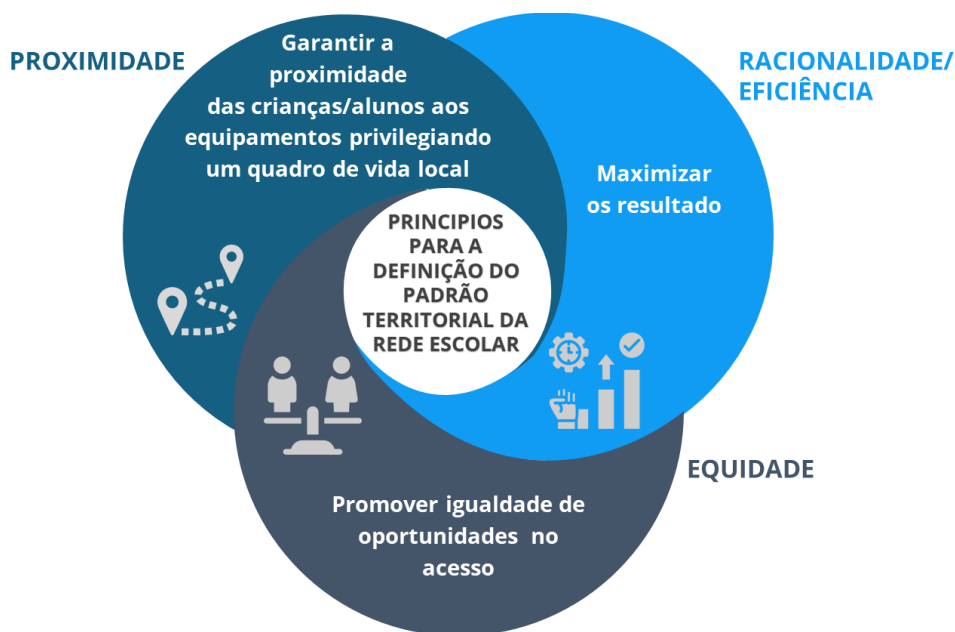 PROXIMIDADE
Garantir a
proximidade
das crianças/alunos aos
equipamentos privilegiando
um quadro de vida local
RACIONALIDADE/
EFICIÊNCIA
Maximizar
os resultado
PRINCIPIOS
PARA A
DEFINIÇÃO DO
PADRÃO
TERRITORIAL DA
REDE ESCOLAR
EQUIDADE
Promover igualdade de
oportunidades no
acesso